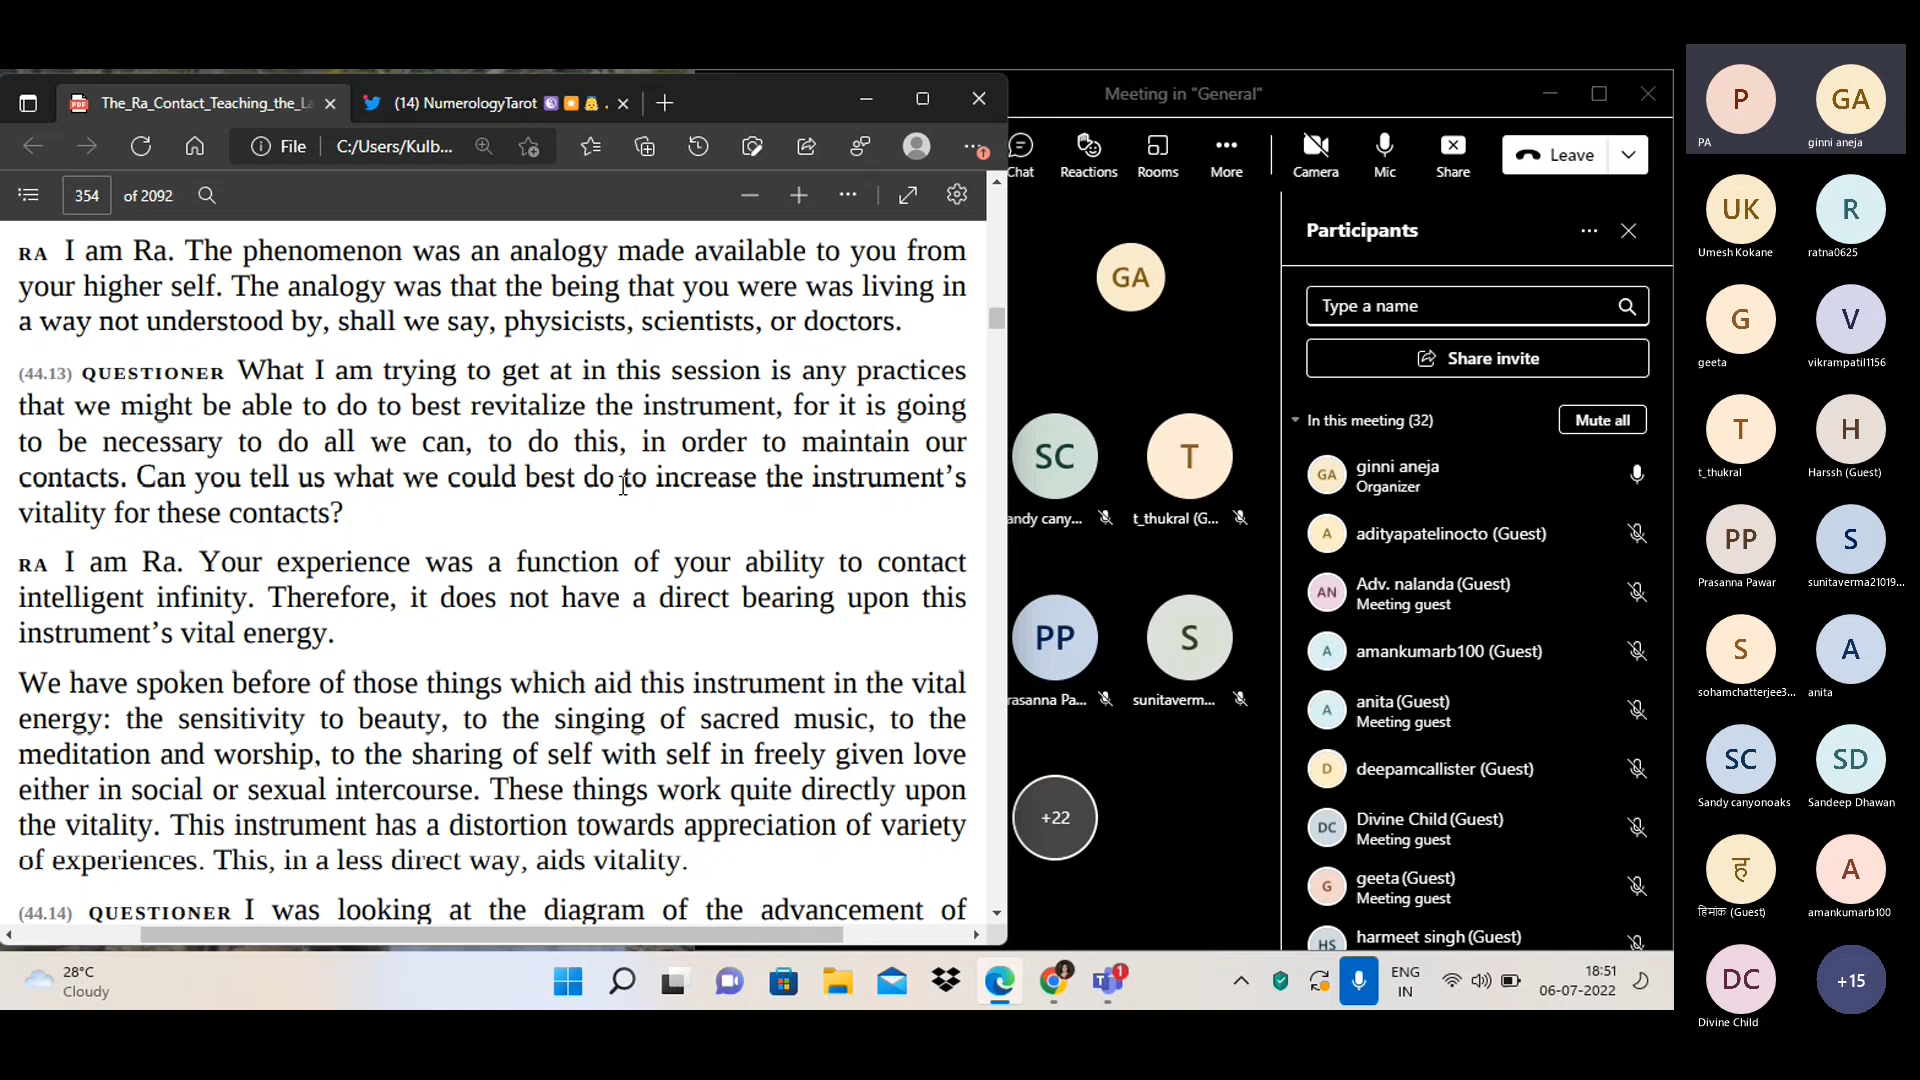 The_Ra_Contact_Teaching_the_La
(14) NumerologyTarot
File
C:/Users/Kulb...
354
of 2092
RA I am Ra. The phenomenon was an analogy made available to you from
your higher self. The analogy was that the being that you were was living in
a way not understood by, shall we say, physicists, scientists, or doctors.
(44.13) QUESTIONER What I am trying to get at in this session is any practices
that we might be able to do to best revitalize the instrument, for it is going
to be necessary to do all we can, to do this, in order to maintain our
contacts. Can you tell us what we could best do to increase the instrument's
vitality for these contacts?
RA I am Ra. Your experience was a function of your ability to contact
intelligent infinity. Therefore, it does not have a direct bearing upon this
instrument's vital energy.
We have spoken before of those things which aid this instrument in the vital
energy: the sensitivity to beauty, to the singing of sacred music, to the
meditation and worship, to the sharing of self with self in freely given love
either in social or sexual intercourse. These things work quite directly upon
the vitality. This instrument has a distortion towards appreciation of variety
of experiences. This, in a less direct way, aids vitality.
(44.14) QUESTIONER I was looking at the diagram of the advancement of
Meeting in "General"
Chat
Reactions
Rooms
More
Camera
Mic
Share
Leave
GA
SC
T
andy cany...
t_thukral (G...
PP
S
rasanna Pa...
sunitaverm...
+22
Participants
Type a name
Share invite
In this meeting (32)
Mute all
GA
ginni aneja
Organizer
A
adityapatelinocto (Guest)
AN
Adv. nalanda (Guest)
Meeting guest
A
amankumarb100 (Guest)
A
anita (Guest)
Meeting guest
D
deepamcallister (Guest)
DC
Divine Child (Guest)
Meeting guest
G
geeta (Guest)
Meeting guest
HS
harmeet singh (Guest)
P
GA
PA
ginni aneja
UK
R
Umesh Kokane
ratna0625
G
V
geeta
vikrampatil1156
T
H
t_thukral
Harssh (Guest)
PP
S
Prasanna Pawar
sunitaverma21019...
S
A
sohamchatterjee3...
anita
SC
SD
Sandy canyonoaks
Sandeep Dhawan
ह
A
हिमांक (Guest)
amankumarb100
DC
+15
Divine Child
28°C
Cloudy
1
ENG
IN
18:51
06-07-2022